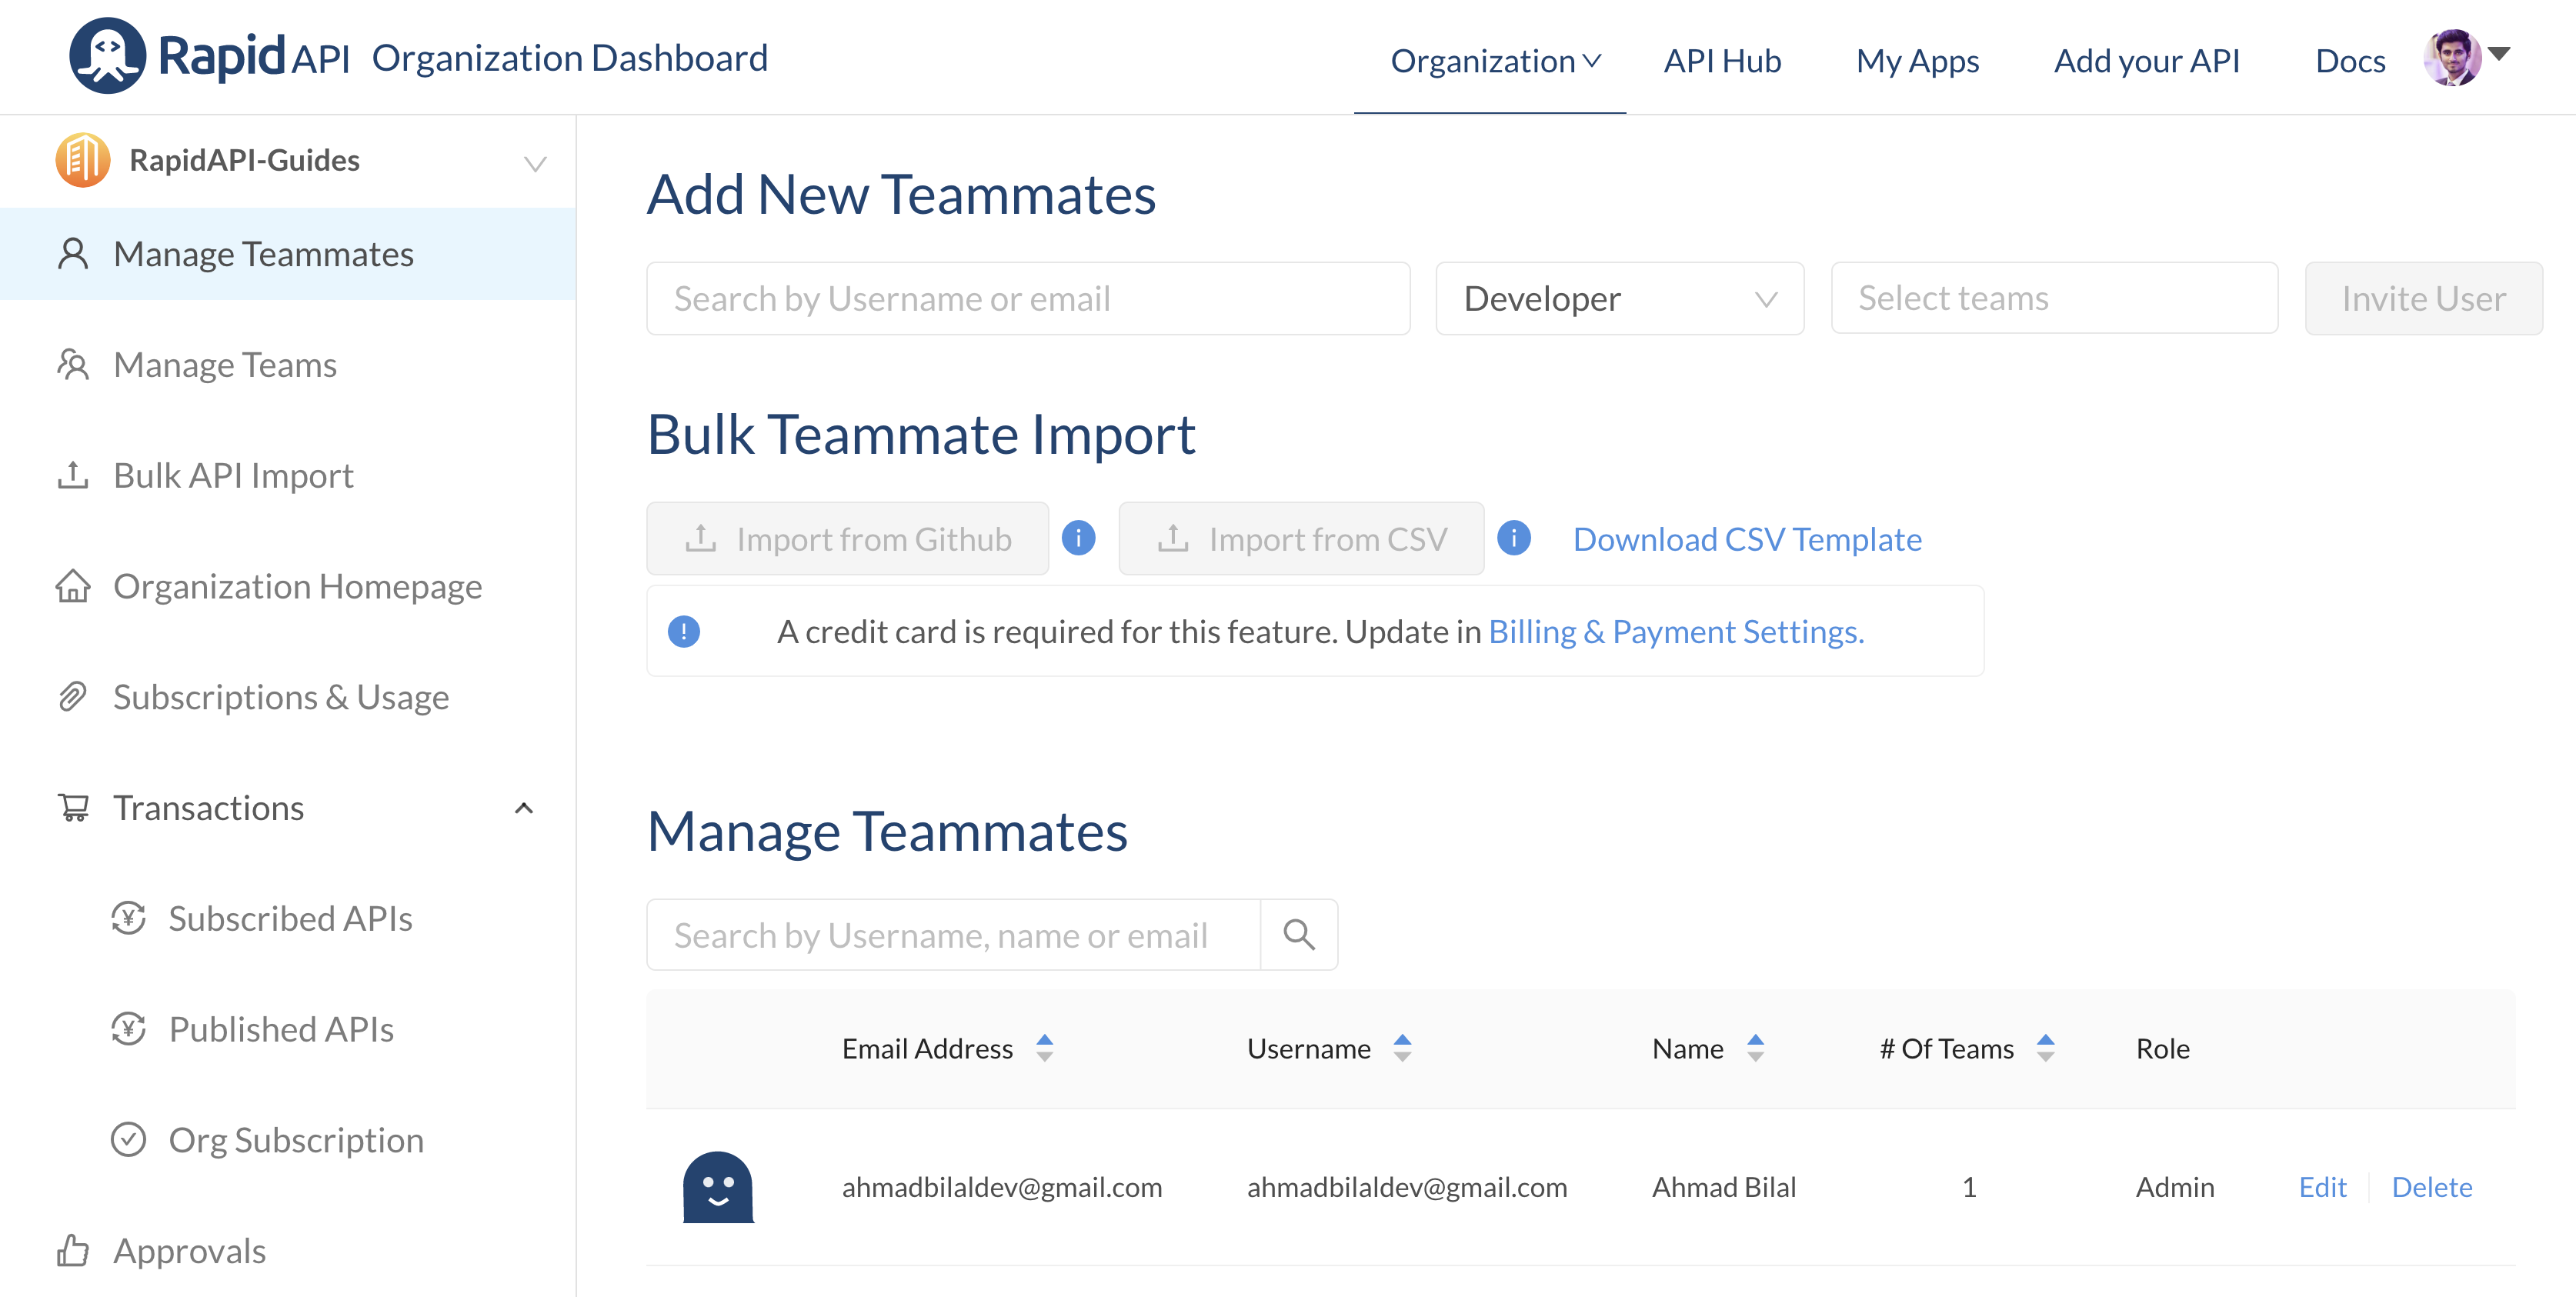 RapidAPI Organization Dashboard
Organization API Hub My Apps Add your API Docs
RapidAPI-Guides
Manage Teammates
Manage Teams
Bulk API Import
Organization Homepage
Subscriptions & Usage
Transactions
Subscribed APIs
Published APIs
Org Subscription
Approvals
Add New Teammates
Search by Username or email Developer Select teams Invite User
Bulk Teammate Import
Import from Github Import from CSV Download CSV Template
A credit card is required for this feature. Update in Billing & Payment Settings.
Manage Teammates
Search by Username, name or email
Email Address Username Name # Of Teams Role
ahmadbilaldev@gmail.com ahmadbilaldev@gmail.com Ahmad Bilal 1 Admin Edit Delete